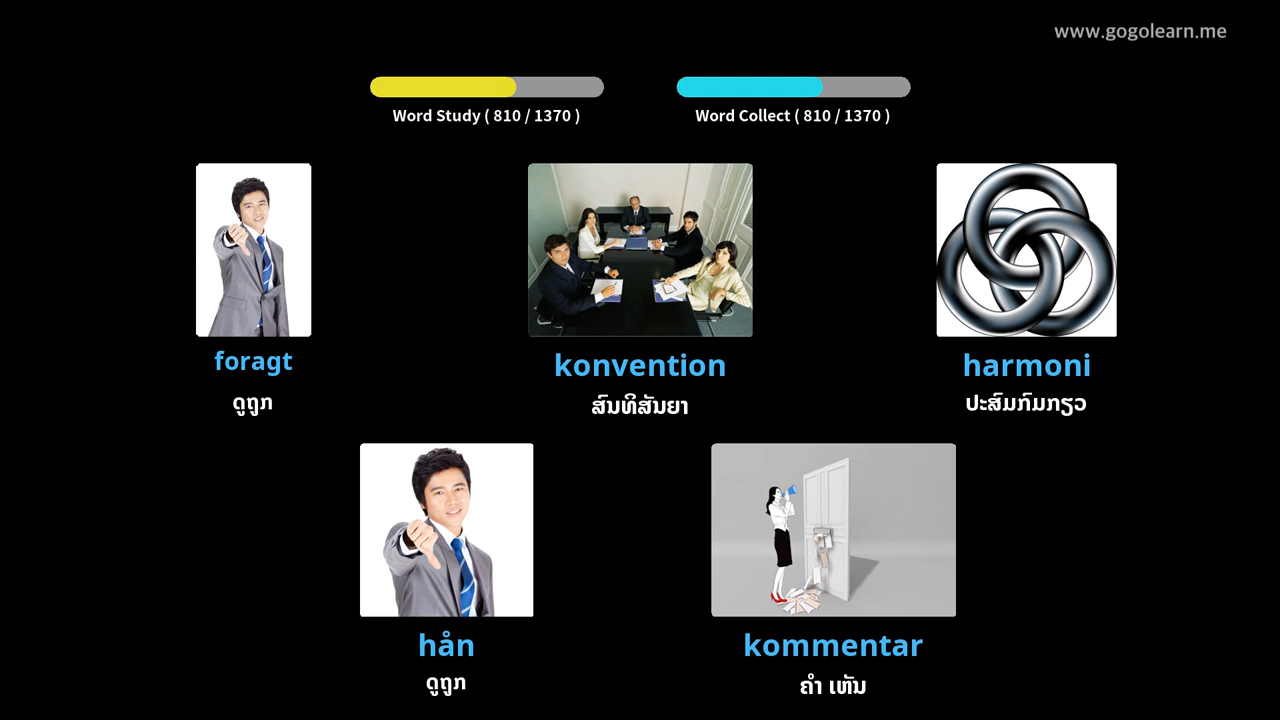 www.gogolearn.me
Word Study ( 810 / 1370 )
Word Collect ( 810 / 1370 )
foragt
ດູຖູກ
konvention
ສົນທິສັນຍາ
harmoni
ປະສົມກົມກຽວ
hån
ດູຖູກ
kommentar
ຄຳ ເຫັນ